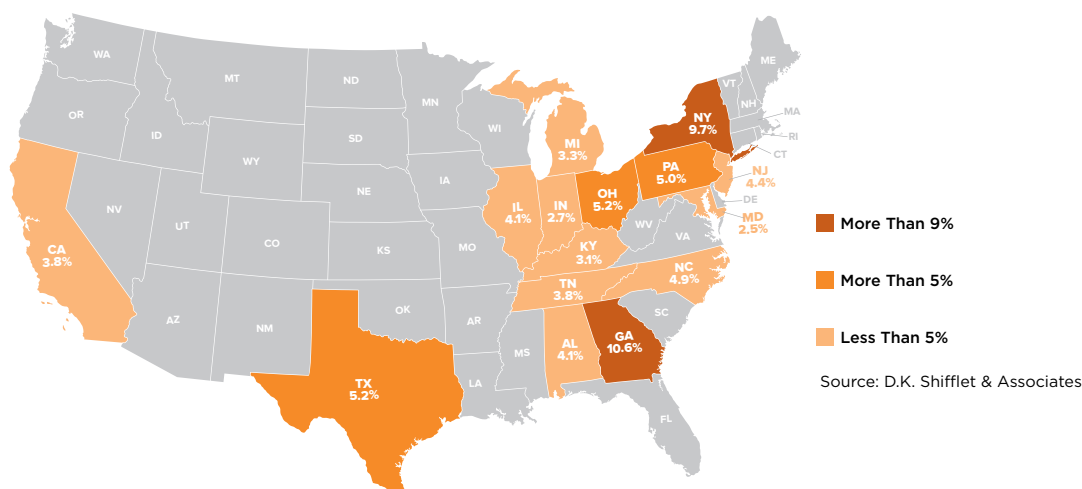 WA
MT
ND
MN
ME
VT
NH
MA
RI
CT
OR
ID
WY
SD
WI
MI
3.3%
NY
9.7%
PA
5.0%
NJ
4.4%
DE
MD
2.5%
NV
UT
CO
NE
IA
KS
MO
IL
4.1%
IN
2.7%
OH
5.2%
WV
VA
KY
3.1%
CA
3.8%
AZ
NM
OK
AR
TN
3.8%
NC
4.9%
SC
TX
5.2%
LA
MS
AL
4.1%
GA
10.6%
FL
More Than 9%
More Than 5%
Less Than 5%
Source: D.K. Shifflet & Associates